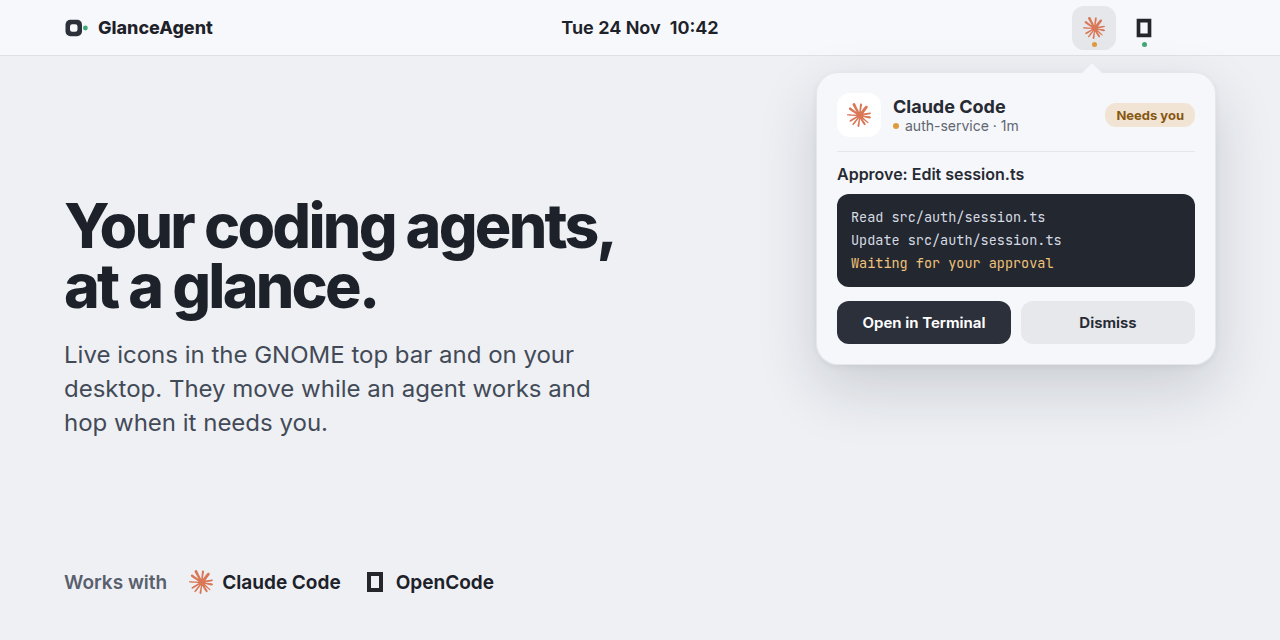 GlanceAgent
Tue 24 Nov 10:42
Claude Code
auth-service · 1m
Needs you
Approve: Edit session.ts
Read src/auth/session.ts
Update src/auth/session.ts
Waiting for your approval
Open in Terminal
Dismiss
Your coding agents,
at a glance.
Live icons in the GNOME top bar and on your
desktop. They move while an agent works and
hop when it needs you.
Works with
Claude Code
OpenCode